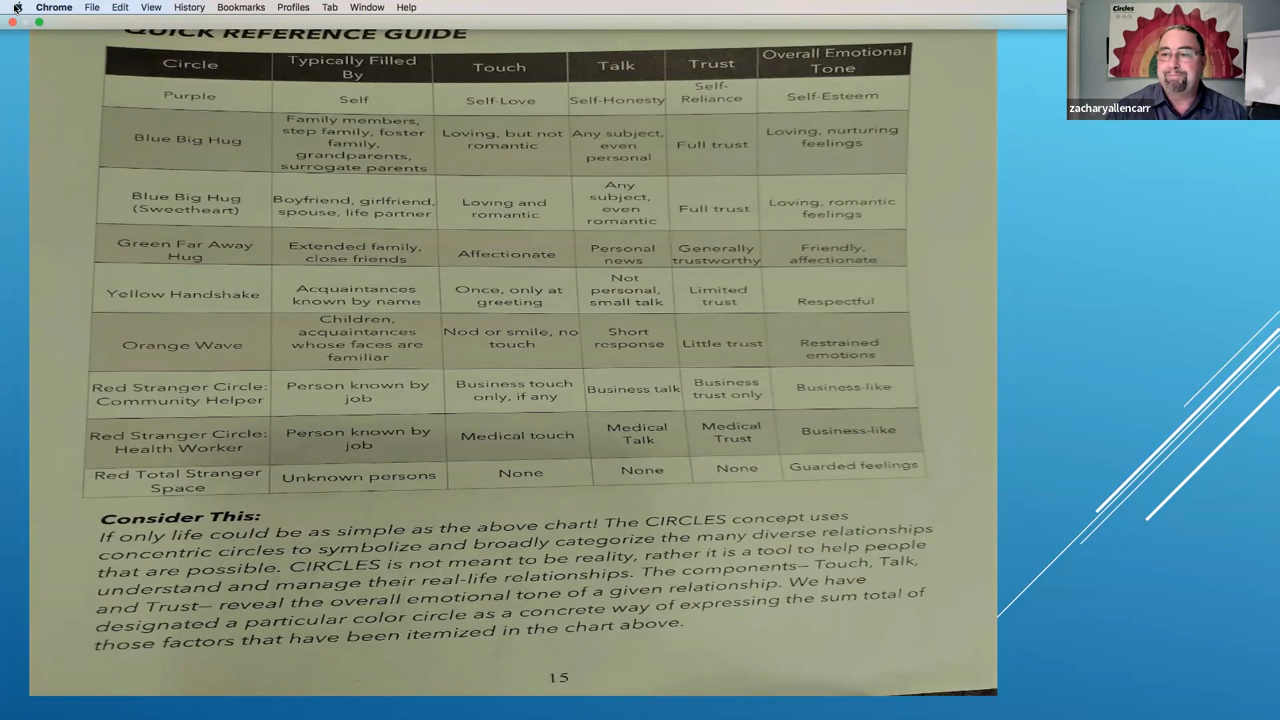 Chrome File Edit View History Bookmarks Profiles Tab Window Help
Circles
zacharyallencarr
QUICK REFERENCE GUIDE
Circle Typically Filled By Touch Talk Trust Overall Emotional Tone
Purple Self Self-Love Self-Honesty Self-Reliance Self-Esteem
Blue Big Hug Family members, step family, foster family, grandparents, surrogate parents Loving, but not romantic Any subject, even personal Full trust Loving, nurturing feelings
Blue Big Hug (Sweetheart) Boyfriend, girlfriend, spouse, life partner Loving and romantic Any subject, even romantic Full trust Loving, romantic feelings
Green Far Away Hug Extended family, close friends Affectionate Personal news Generally trustworthy Friendly, affectionate
Yellow Handshake Acquaintances known by name Once, only at greeting Not personal, small talk Limited trust Respectful
Orange Wave Children, acquaintances whose faces are familiar Nod or smile, no touch Short response Little trust Restrained emotions
Red Stranger Circle: Community Helper Person known by job Business touch only, if any Business talk Business trust only Business-like
Red Stranger Circle: Health Worker Person known by job Medical touch Medical Talk Medical Trust Business-like
Red Total Stranger Space Unknown persons None None None Guarded feelings
Consider This:
If only life could be as simple as the above chart! The CIRCLES concept uses
concentric circles to symbolize and broadly categorize the many diverse relationships
that are possible. CIRCLES is not meant to be reality, rather it is a tool to help people
understand and manage their real-life relationships. The components– Touch, Talk,
and Trust– reveal the overall emotional tone of a given relationship. We have
designated a particular color circle as a concrete way of expressing the sum total of
those factors that have been itemized in the chart above.
15